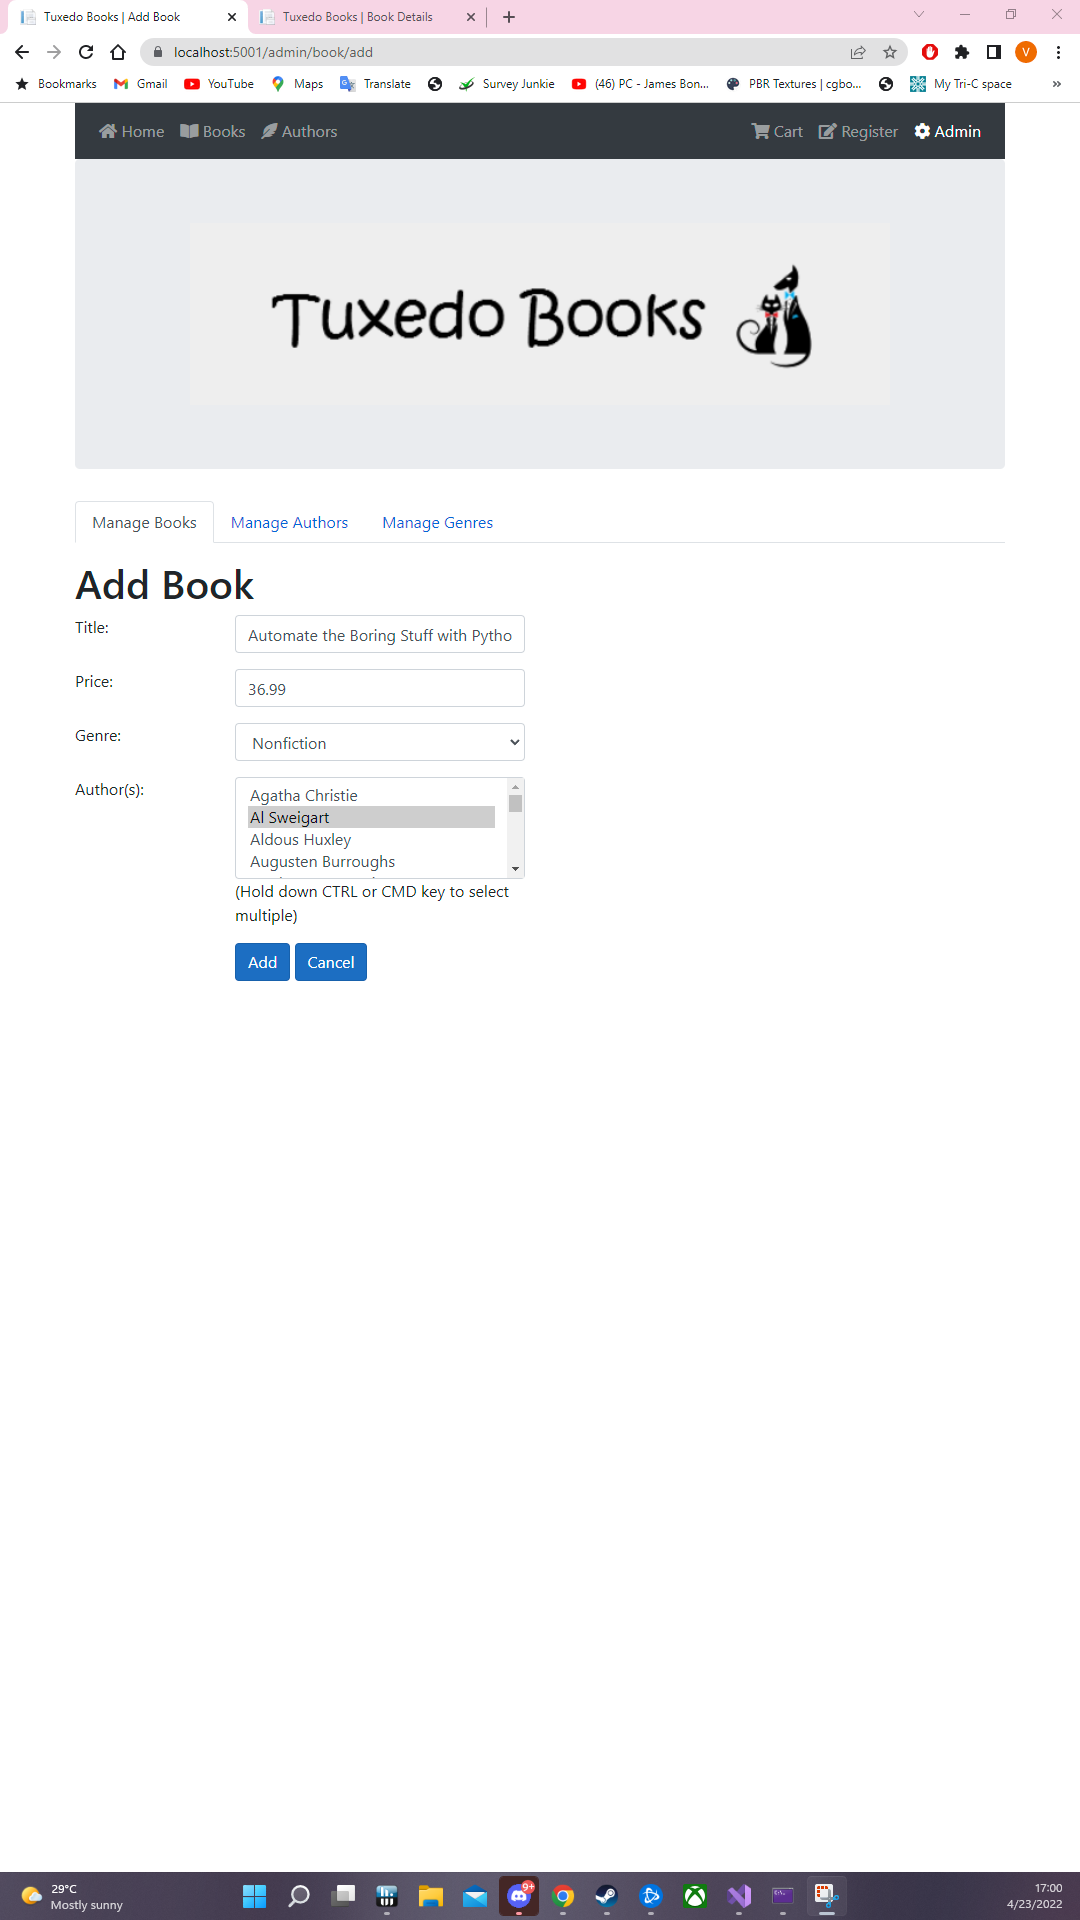 Tuxedo Books | Add Book
Tuxedo Books | Book Details
localhost:5001/admin/book/add
V
Bookmarks Gmail YouTube Maps Translate Survey Junkie (46) PC - James Bon... PBR Textures | cgbo... My Tri-C space »
Home Books Authors Cart Register Admin
Tuxedo Books
Manage Books Manage Authors Manage Genres
Add Book
Title: Automate the Boring Stuff with Pytho
Price: 36.99
Genre: Nonfiction
Author(s): Agatha Christie
Al Sweigart
Aldous Huxley
Augusten Burroughs
(Hold down CTRL or CMD key to select
multiple)
Add Cancel
29°C
Mostly sunny
9+
17:00
4/23/2022